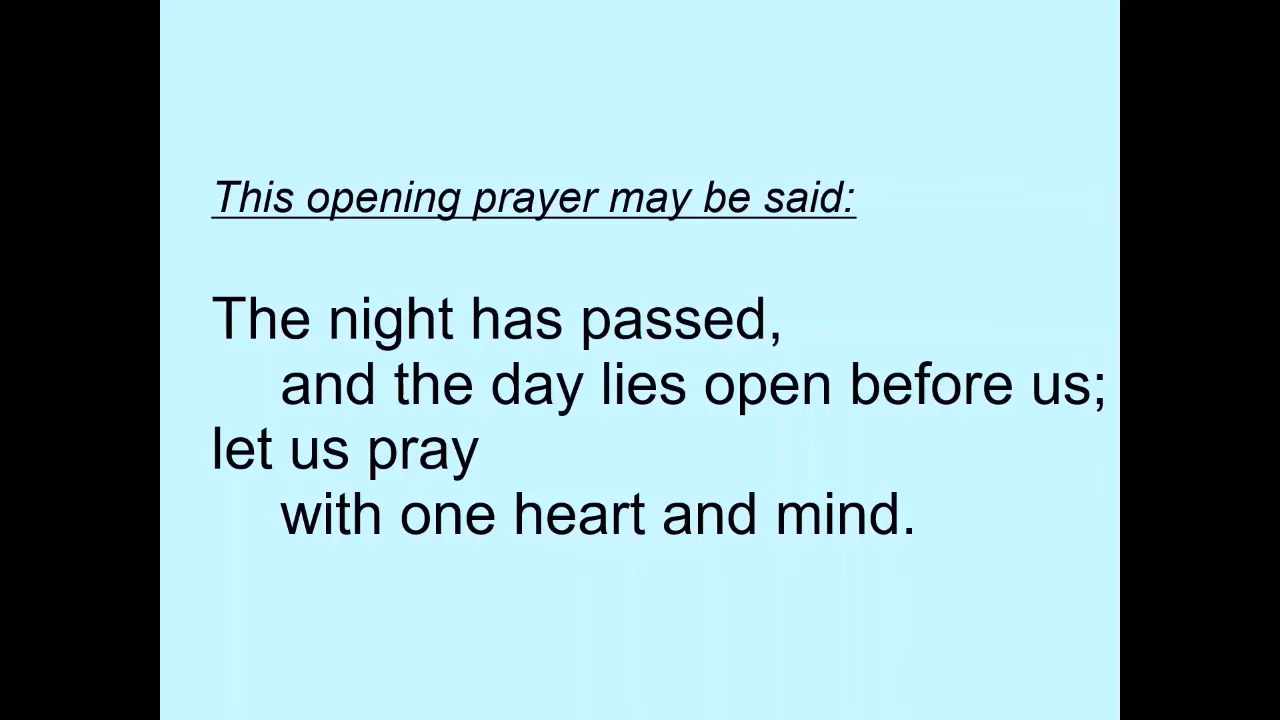 This opening prayer may be said:
The night has passed,
and the day lies open before us;
let us pray
with one heart and mind.